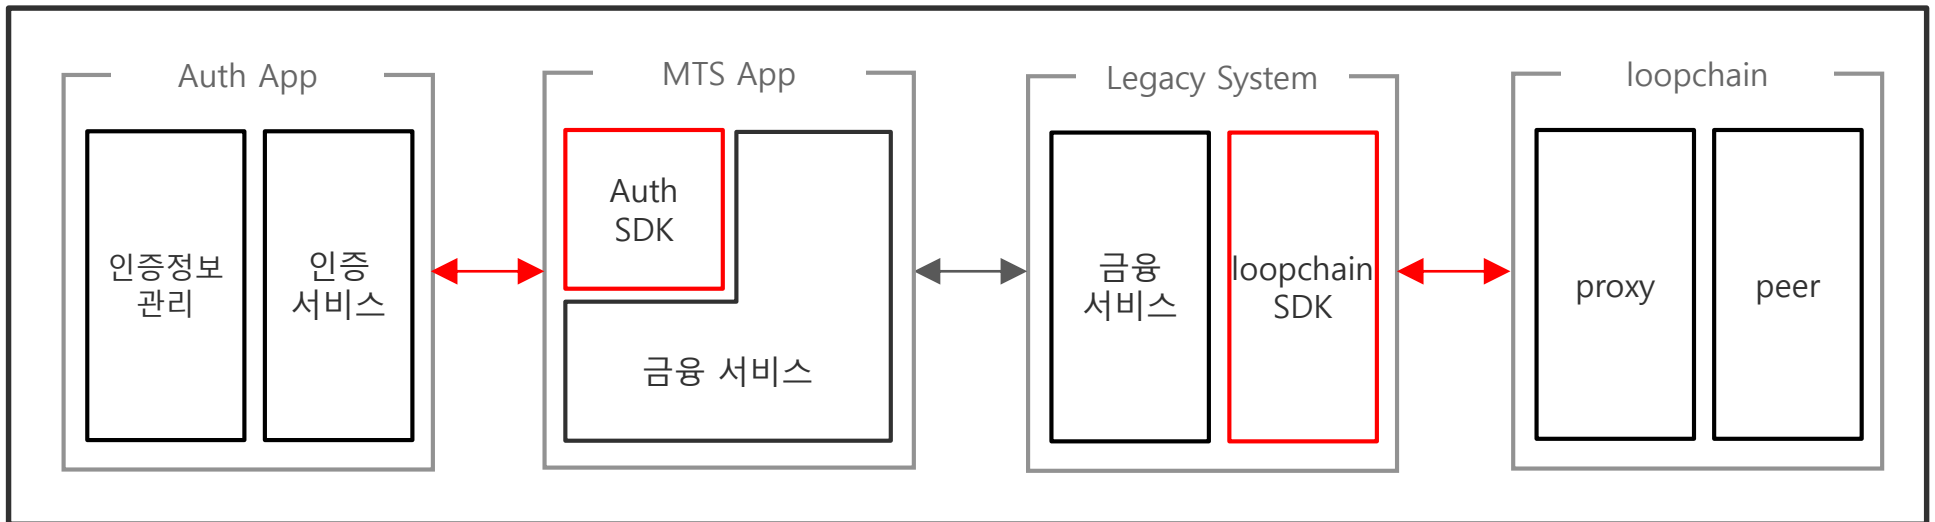 Auth App
인증정보
관리
인증
서비스
MTS App
Auth
SDK
금융 서비스
Legacy System
금융
서비스
loopchain
SDK
loopchain
proxy
peer